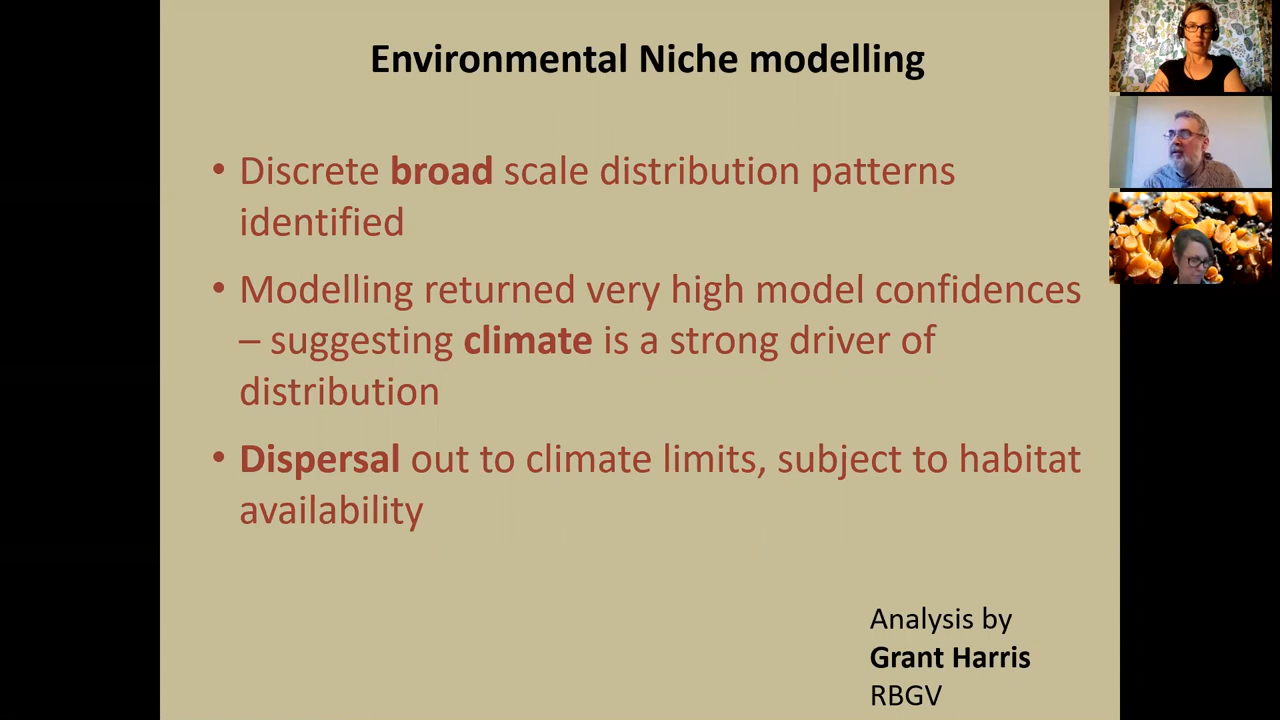 Environmental Niche modelling
• Discrete broad scale distribution patterns
identified
• Modelling returned very high model confidences
– suggesting climate is a strong driver of
distribution
• Dispersal out to climate limits, subject to habitat
availability
Analysis by
Grant Harris
RBGV